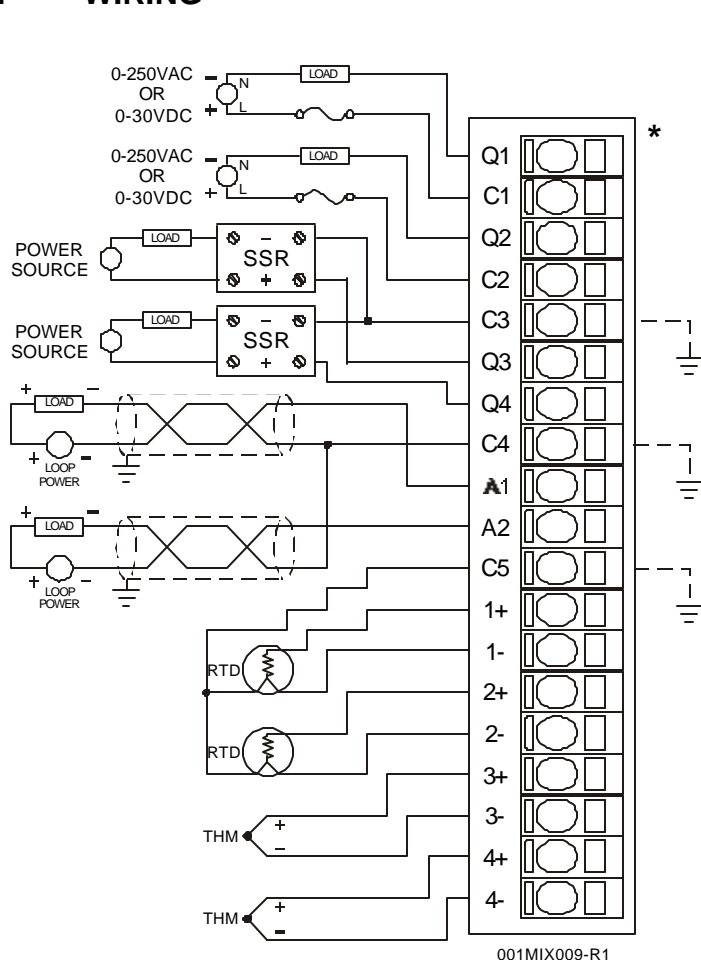 WIRING
0-250VAC - N LOAD
OR
0-30VDC + L
0-250VAC - N LOAD
OR
0-30VDC + L
POWER
SOURCE
LOAD
- SSR +
POWER
SOURCE
LOAD
- SSR +
+ LOAD -
+ LOOP -
POWER
+ LOAD -
+ LOOP -
POWER
RTD
RTD
THM + -
THM + -
*
Q1
C1
Q2
C2
C3
Q3
Q4
C4
A1
A2
C5
1+
1-
2+
2-
3+
3-
4+
4-
001MIX009-R1